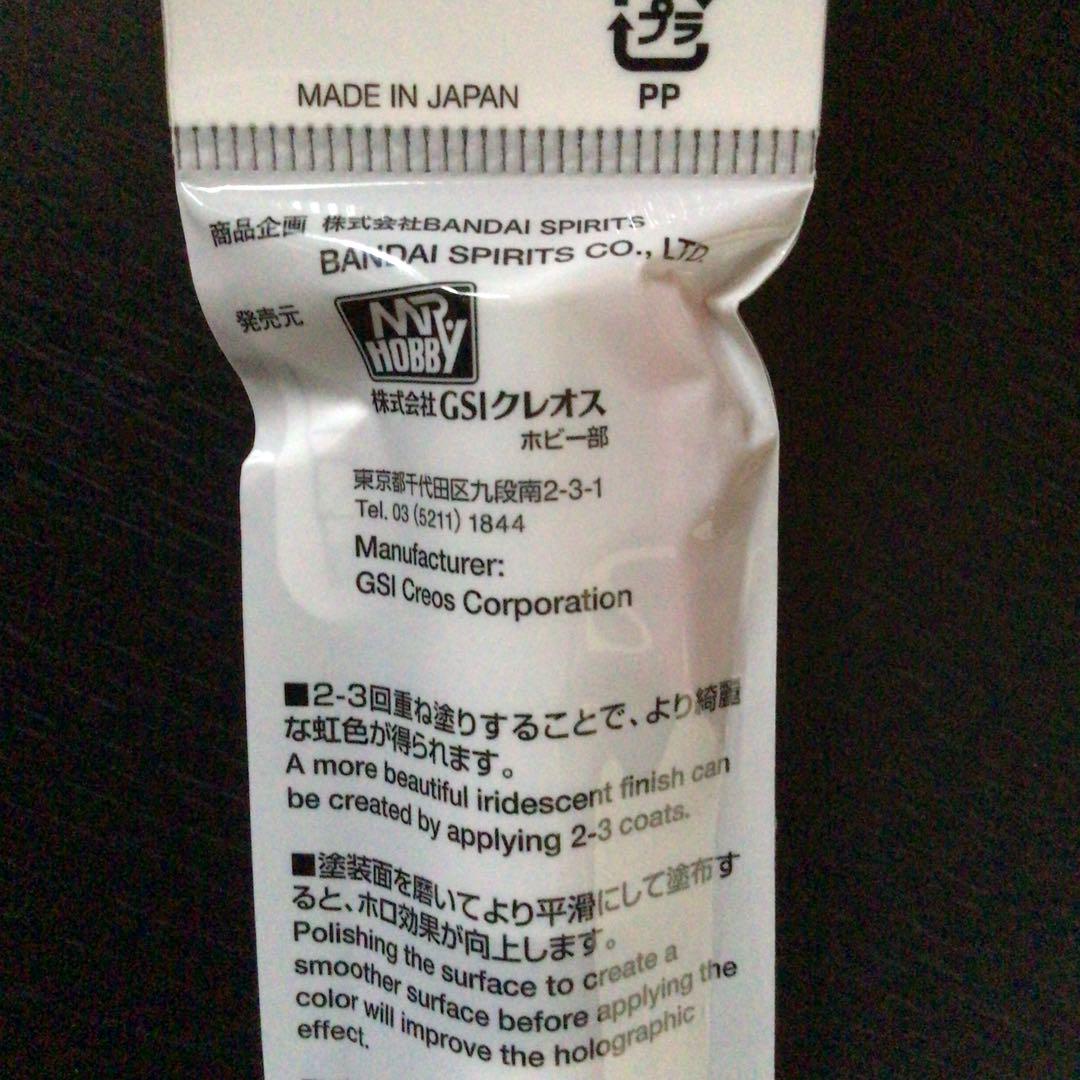 プラ
MADE IN JAPAN PP
商品企画 株式会社BANDAI SPIRITS
BANDAI SPIRITS CO., LTD.
発売元
MR.
HOBBY
株式会社 GSIクレオス
ホビー部
東京都千代田区九段南2-3-1
Tel. 03 (5211) 1844
Manufacturer:
GSI Creos Corporation
■2-3回重ね塗りすることで、より綺麗
な虹色が得られます。
A more beautiful iridescent finish can
be created by applying 2-3 coats.
■塗装面を磨いてより平滑にして塗布す
ると、ホロ効果が向上します。
Polishing the surface to create a
smoother surface before applying the
color will improve the holographic
effect.